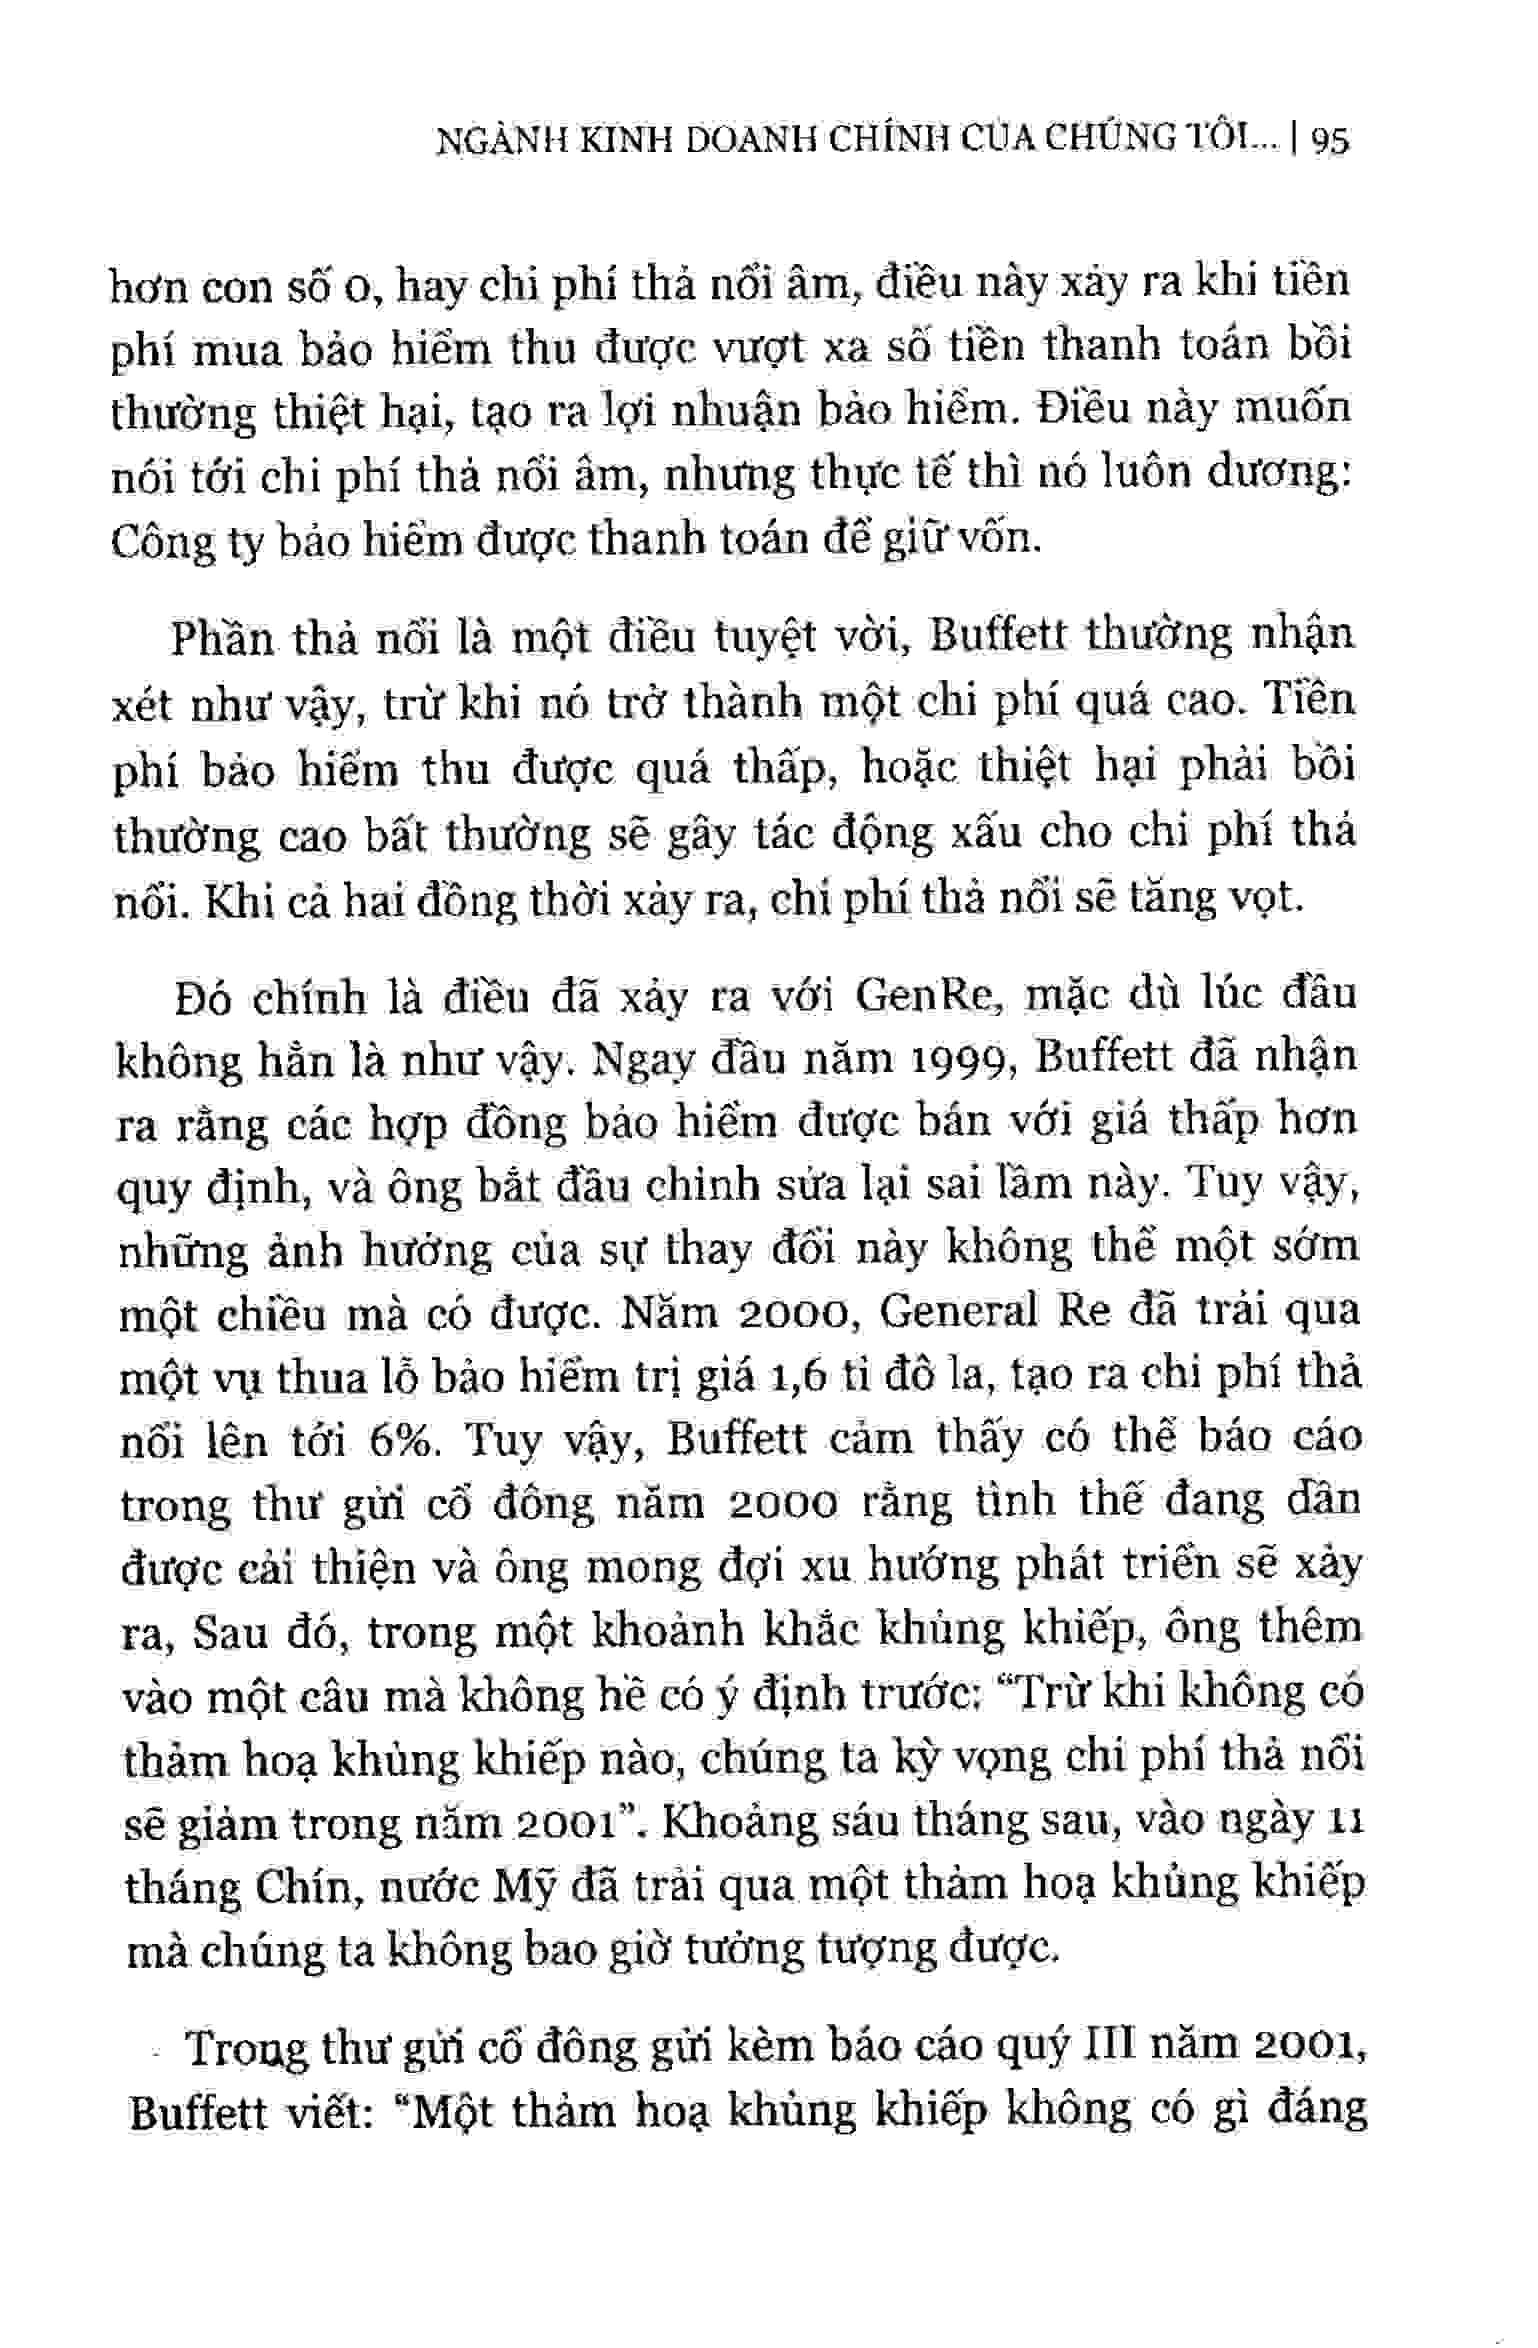 NGÀNH KINH DOANH CHÍNH CỦA CHÚNG TÔI... | 95
hơn con số 0, hay chi phí thả nổi âm, điều này xảy ra khi tiền
phí mua bảo hiểm thu được vượt xa số tiền thanh toán bồi
thường thiệt hại, tạo ra lợi nhuận bảo hiểm. Điều này muốn
nói tới chi phí thả nổi âm, nhưng thực tế thì nó luôn dương:
Công ty bảo hiểm được thanh toán để giữ vốn.
Phần thả nổi là một điều tuyệt vời, Buffett thường nhận
xét như vậy, trừ khi nó trở thành một chi phí quá cao. Tiền
phí bảo hiểm thu được quá thấp, hoặc thiệt hại phải bồi
thường cao bất thường sẽ gây tác động xấu cho chi phí thả
nổi. Khi cả hai đồng thời xảy ra, chi phí thả nổi sẽ tăng vọt.
Đó chính là điều đã xảy ra với GenRe, mặc dù lúc đầu
không hẳn là như vậy. Ngay đầu năm 1999, Buffett đã nhận
ra rằng các hợp đồng bảo hiểm được bán với giá thấp hơn
quy định, và ông bắt đầu chỉnh sửa lại sai lầm này. Tuy vậy,
những ảnh hưởng của sự thay đổi này không thể một sớm
một chiều mà có được. Năm 2000, General Re đã trải qua
một vụ thua lỗ bảo hiểm trị giá 1,6 tỉ đô la, tạo ra chi phí thả
nổi lên tới 6%. Tuy vậy, Buffett cảm thấy có thể báo cáo
trong thư gửi cổ đông năm 2000 rằng tình thế đang dần
được cải thiện và ông mong đợi xu hướng phát triển sẽ xảy
ra, Sau đó, trong một khoảnh khắc khủng khiếp, ông thêm
vào một câu mà không hề có ý định trước: “Trừ khi không có
thảm hoạ khủng khiếp nào, chúng ta kỳ vọng chi phí thả nổi
sẽ giảm trong năm 2001”. Khoảng sáu tháng sau, vào ngày 11
tháng Chín, nước Mỹ đã trải qua một thảm hoạ khủng khiếp
mà chúng ta không bao giờ tưởng tượng được.
Trong thư gửi cổ đông gửi kèm báo cáo quý III năm 2001,
Buffett viết: “Một thảm hoạ khủng khiếp không có gì đáng